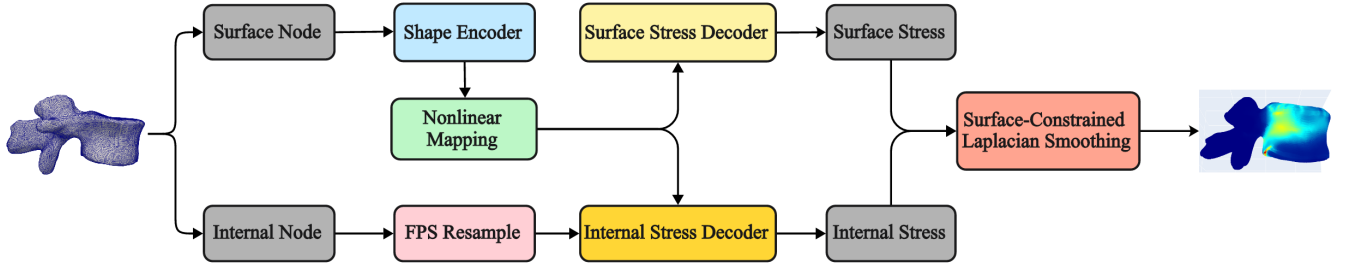 Surface Node
Shape Encoder
Surface Stress Decoder
Surface Stress
Nonlinear
Mapping
Surface-Constrained
Laplacian Smoothing
Internal Node
FPS Resample
Internal Stress Decoder
Internal Stress